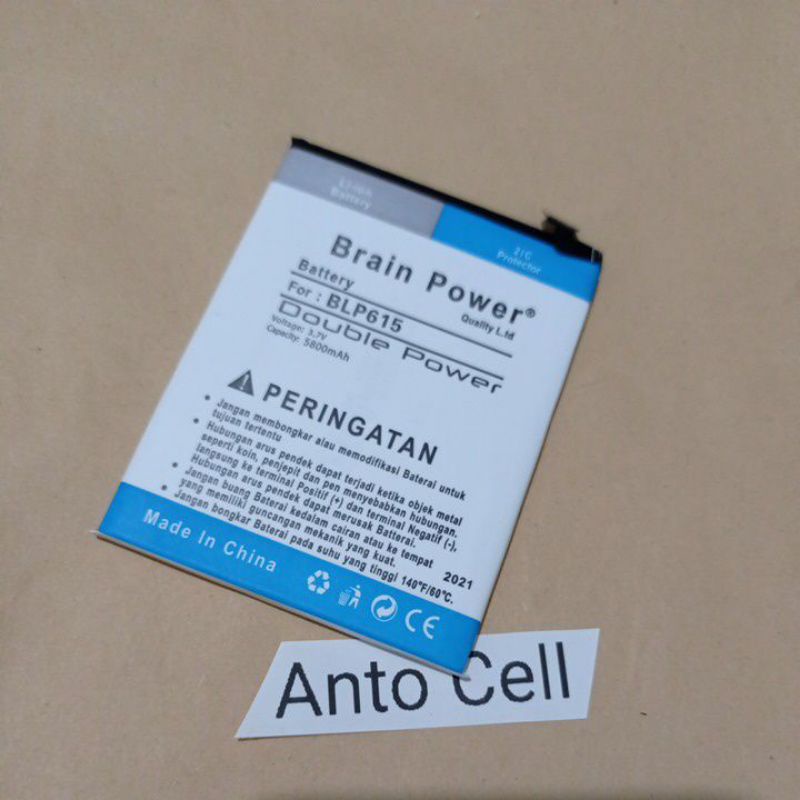 Li-ion
Battery
2IC
Protector
Brain Power®
Quality L.td
Battery
For : BLP615
Double Power
Voltage: 3.7V
Capacity: 5800mAh
PERINGATAN
• Jangan membongkar alau memodifikasi Baterai untuk
tujuan tertentu
• Hubungan arus pendek dapat terjadi ketika objek metal
seperti koin, penjepit dan pen menyebabkan hubungan.
langsung ke terminal Positif (+) dan terminal Negatif (-),
• Hubungan arus pendek dapat merusak Batterai.
• Jangan buang Baterai kedalam cairan atau ke tempat
yang memiliki guncangan mekanik yang kuat.
• Jangan bongkar Baterai pada suhu yang tinggi 140°F/60°C.
2021
Made In China
CE
Anto Cell